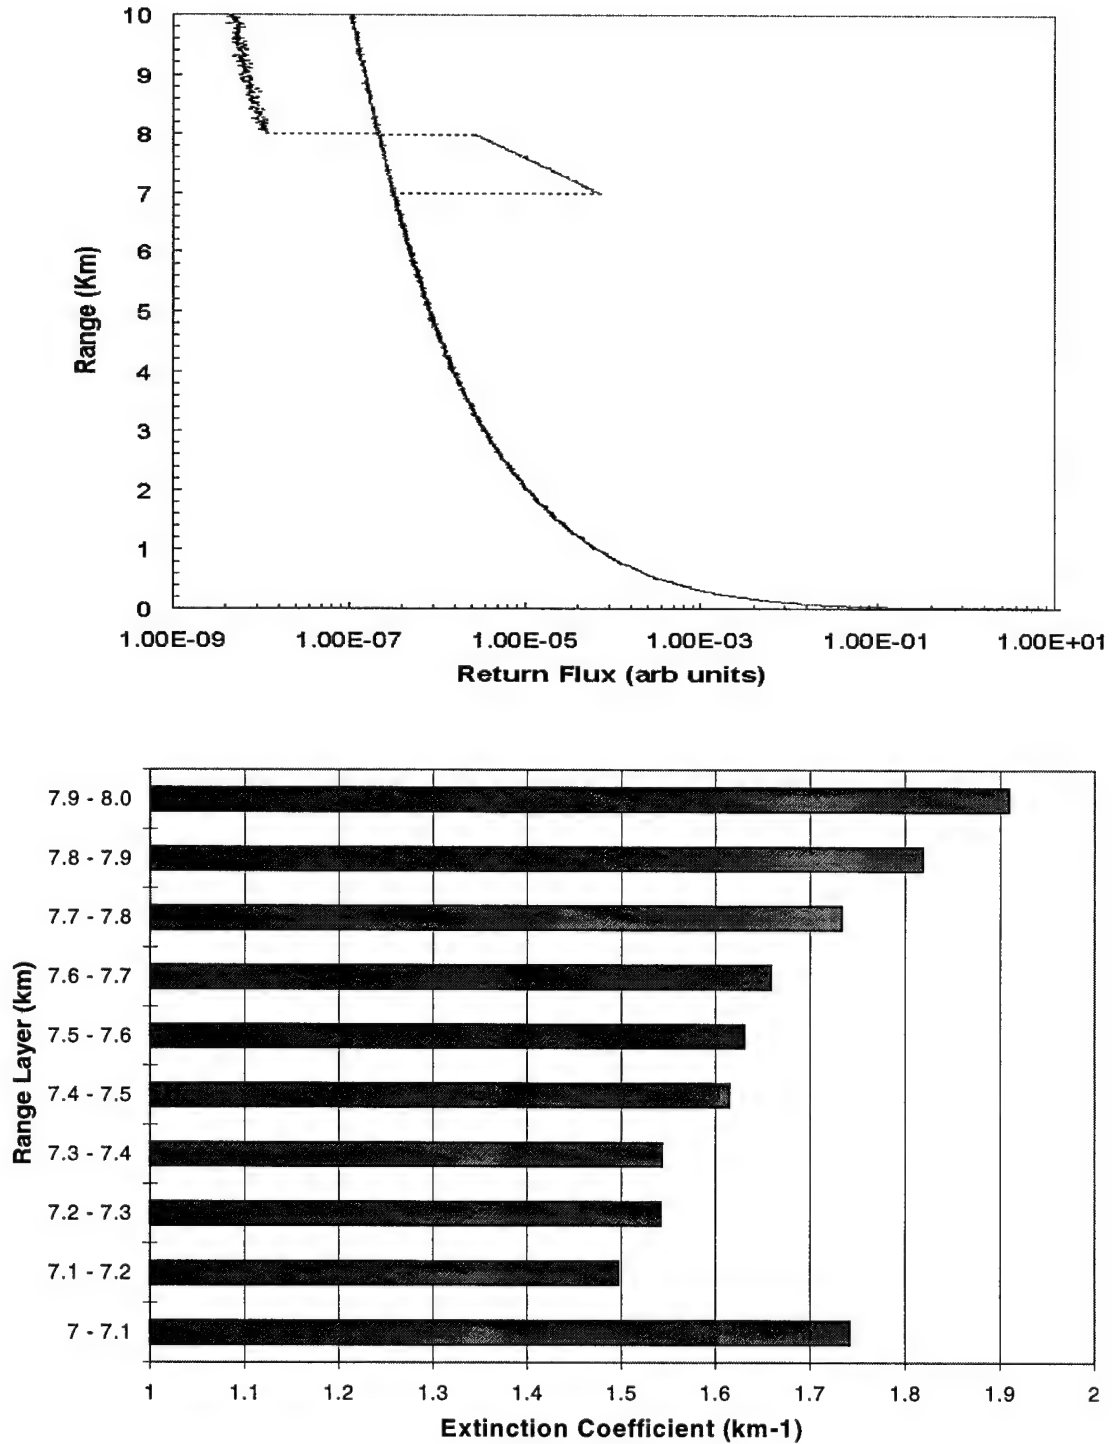 10
9
8
7
6
5
4
3
2
1
0
Range (Km)
1.00E-09 1.00E-07 1.00E-05 1.00E-03 1.00E-01 1.00E+01
Return Flux (arb units)
7.9 - 8.0
7.8 - 7.9
7.7 - 7.8
7.6 - 7.7
7.5 - 7.6
7.4 - 7.5
7.3 - 7.4
7.2 - 7.3
7.1 - 7.2
7 - 7.1
Range Layer (km)
1 1.1 1.2 1.3 1.4 1.5 1.6 1.7 1.8 1.9 2
Extinction Coefficient (km-1)